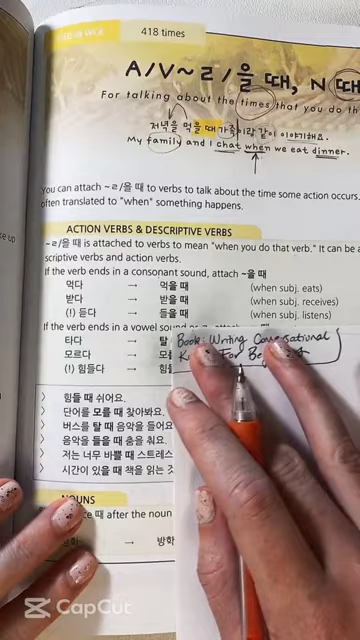 418 times
A/V~ㄹ/을 때, N 때
For talking about the times that you do th
저녁을 먹을 때 가족이랑 같이 이야기해요.
My family and I chat when we eat dinner.
You can attach ~ㄹ/을 때 to verbs to talk about the time some action occurs.
often translated to "when" something happens.
ACTION VERBS & DESCRIPTIVE VERBS
~ㄹ/을 때 is attached to verbs to mean "when you do that verb." It can be a
scriptive verbs and action verbs.
If the verb ends in a consonant sound, attach ~을 때
먹다 → 먹을 때 (when subj. eats)
받다 → 받을 때 (when subj. receives)
(!) 듣다 → 들을 때 (when subj. listens)
If the verb ends in a vowel sound
타다 → 탈
모르다 →
(!) 힘들다 → 힘들
Book: Writing Conversational
For
> 힘들 때 쉬어요.
> 단어를 모를 때 찾아봐요.
> 버스를 탈 때 음악을 들어
> 음악을 들을 때 춤을 춰요.
> 저는 너무 바쁠 때 스트레스
> 시간이 있을 때 책을 읽는 것
NOUNS
때 after the noun
→ 방학
CapCut